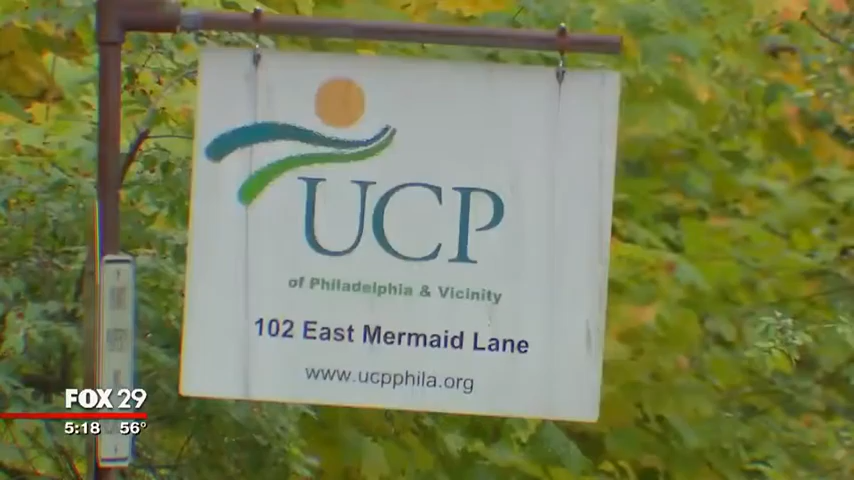 UCP
of Philadelphia & Vicinity
102 East Mermaid Lane
www.ucpphila.org
FOX 29
5:18 56°